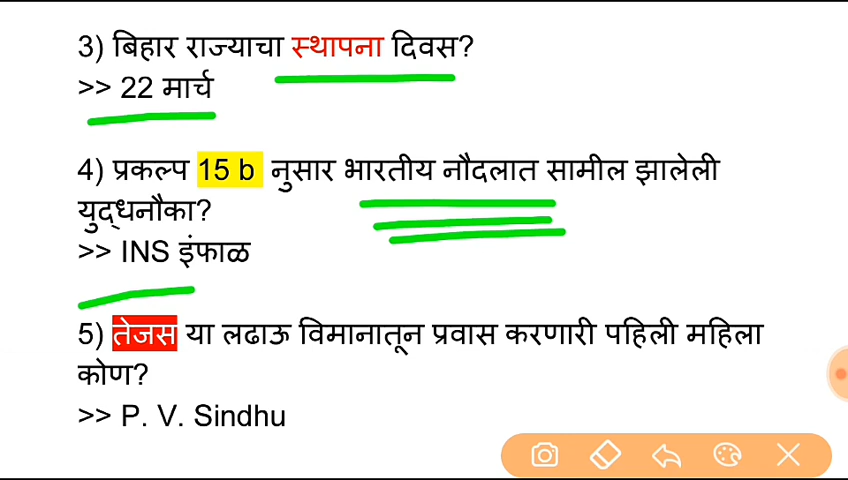 3) बिहार राज्याचा स्थापना दिवस?
>> 22 मार्च
4) प्रकल्प 15 b नुसार भारतीय नौदलात सामील झालेली
युद्धनौका?
>> INS इंफाळ
5) तेजस या लढाऊ विमानातून प्रवास करणारी पहिली महिला
कोण?
>> P. V. Sindhu